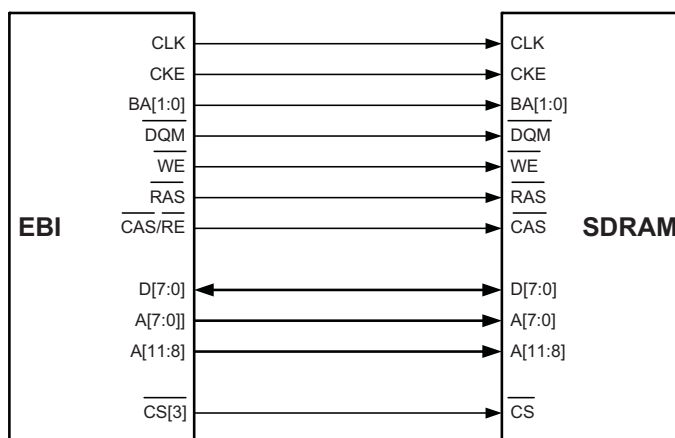 CLK CLK
CKE CKE
BA[1:0] BA[1:0]
DQM DQM
WE WE
RAS RAS
EBI CAS/RE CAS SDRAM
D[7:0] D[7:0]
A[7:0]] A[7:0]
A[11:8] A[11:8]
CS[3] CS